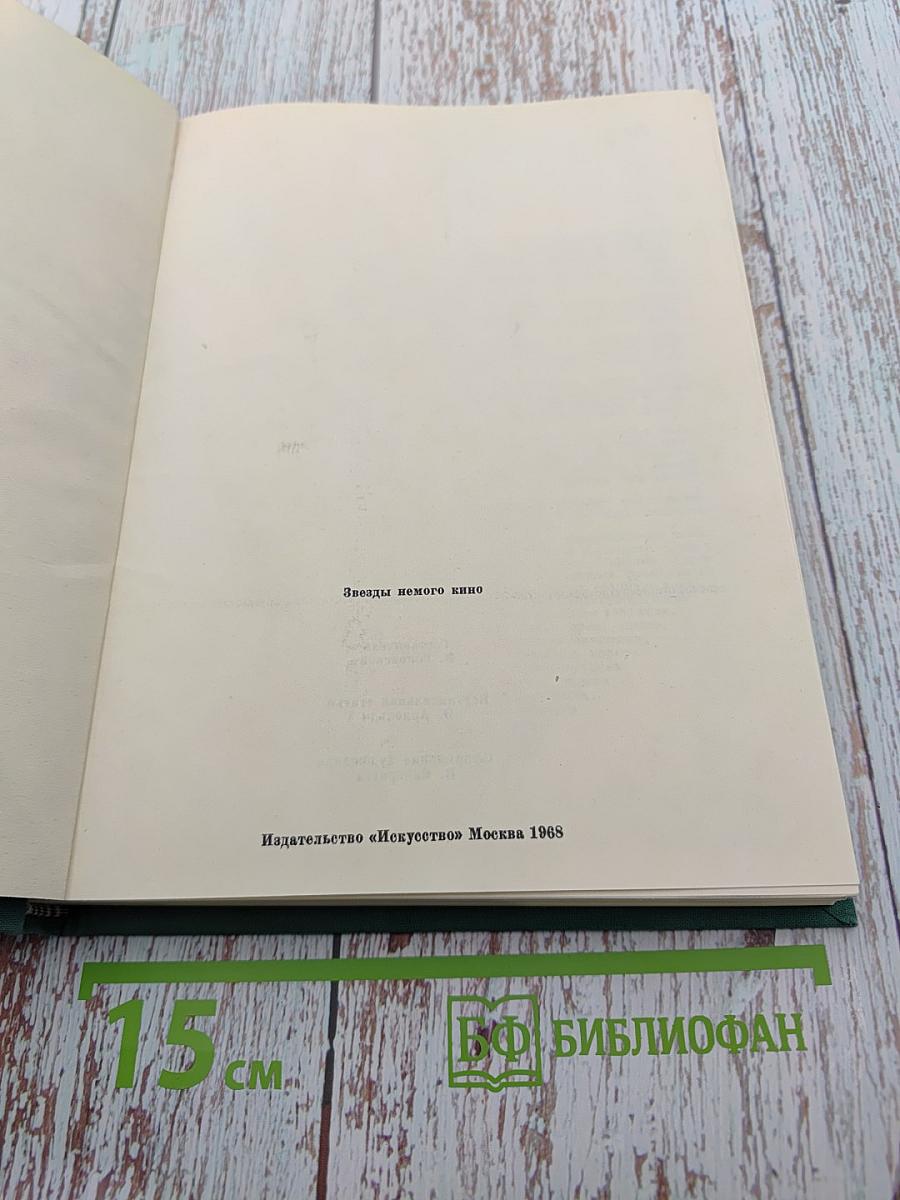 Звезды немого кино
Издательство «Искусство» Москва 1968
15 см
БФ БИБЛИОФАН